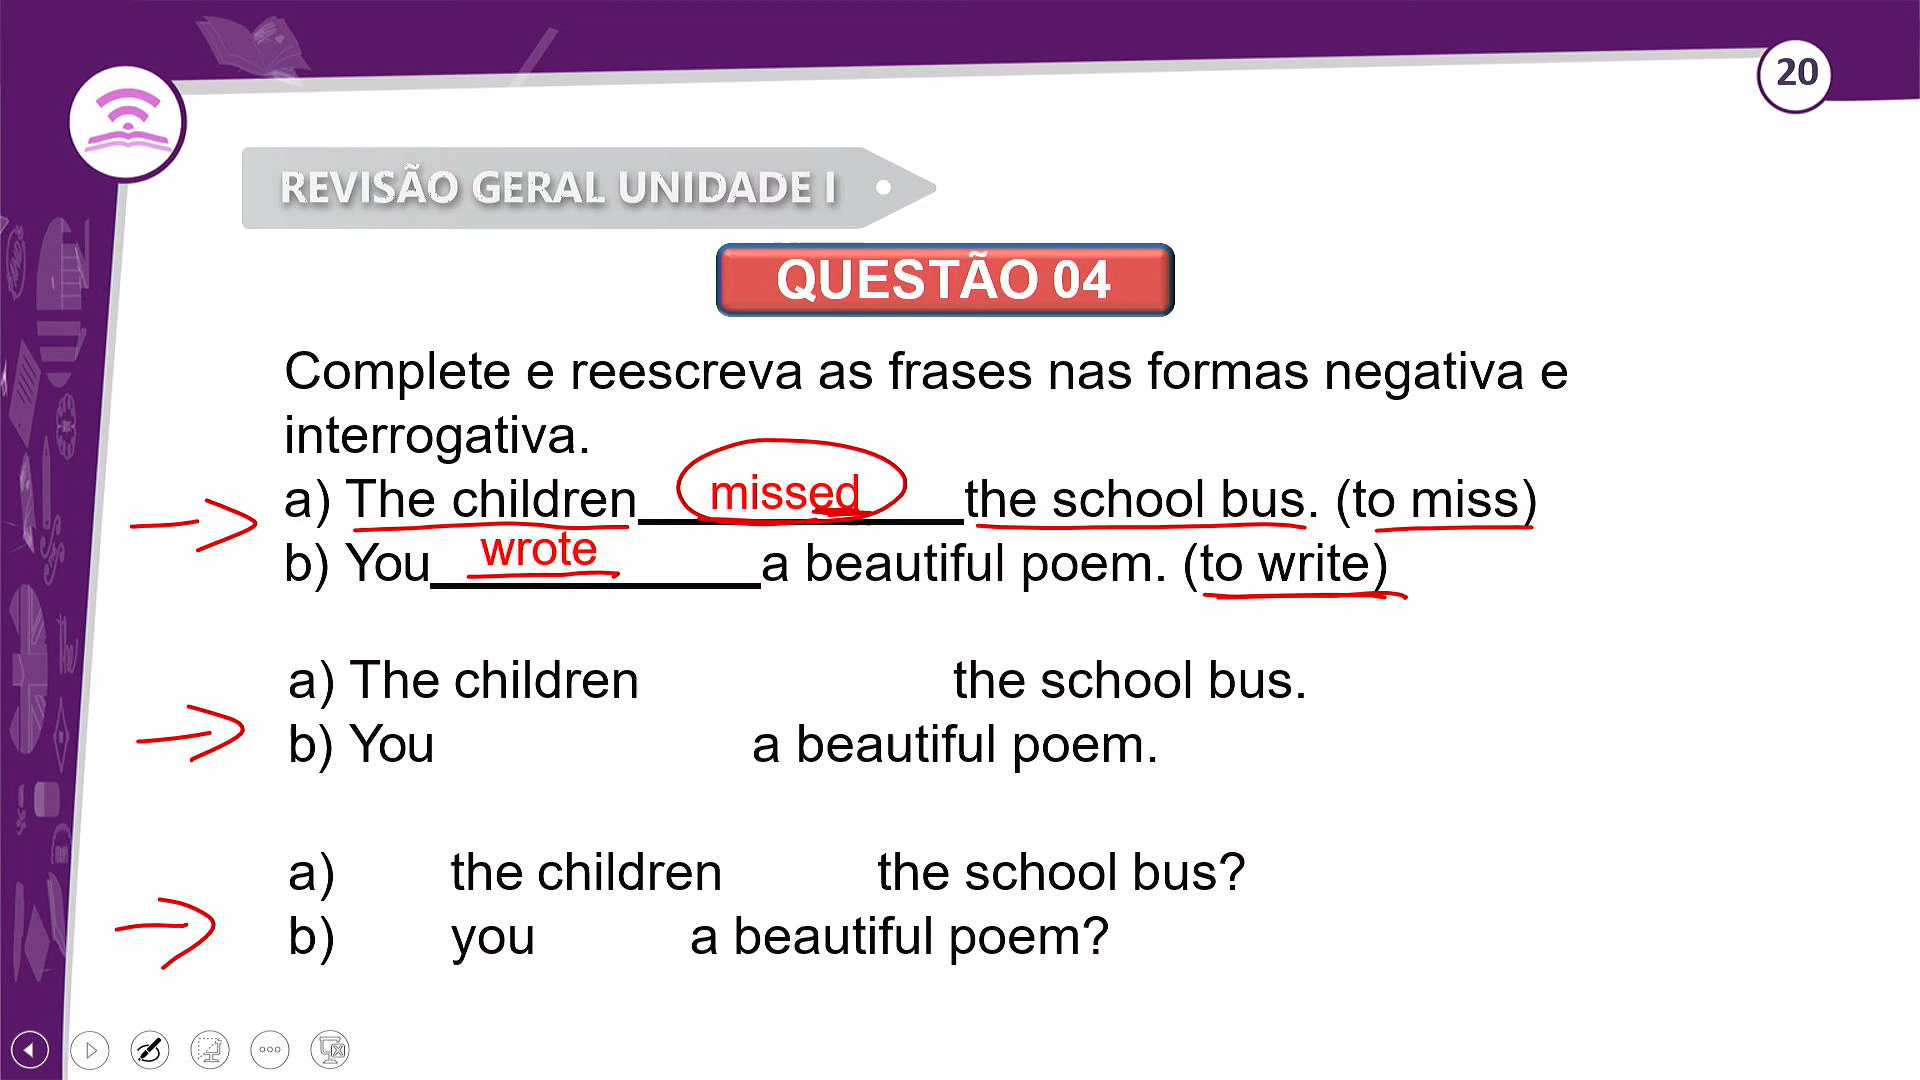 20
REVISÃO GERAL UNIDADE I
QUESTÃO 04
Complete e reescreva as frases nas formas negativa e
interrogativa.
a) The children missed the school bus. (to miss)
b) You wrote a beautiful poem. (to write)
a) The children the school bus.
b) You a beautiful poem.
a) the children the school bus?
b) you a beautiful poem?